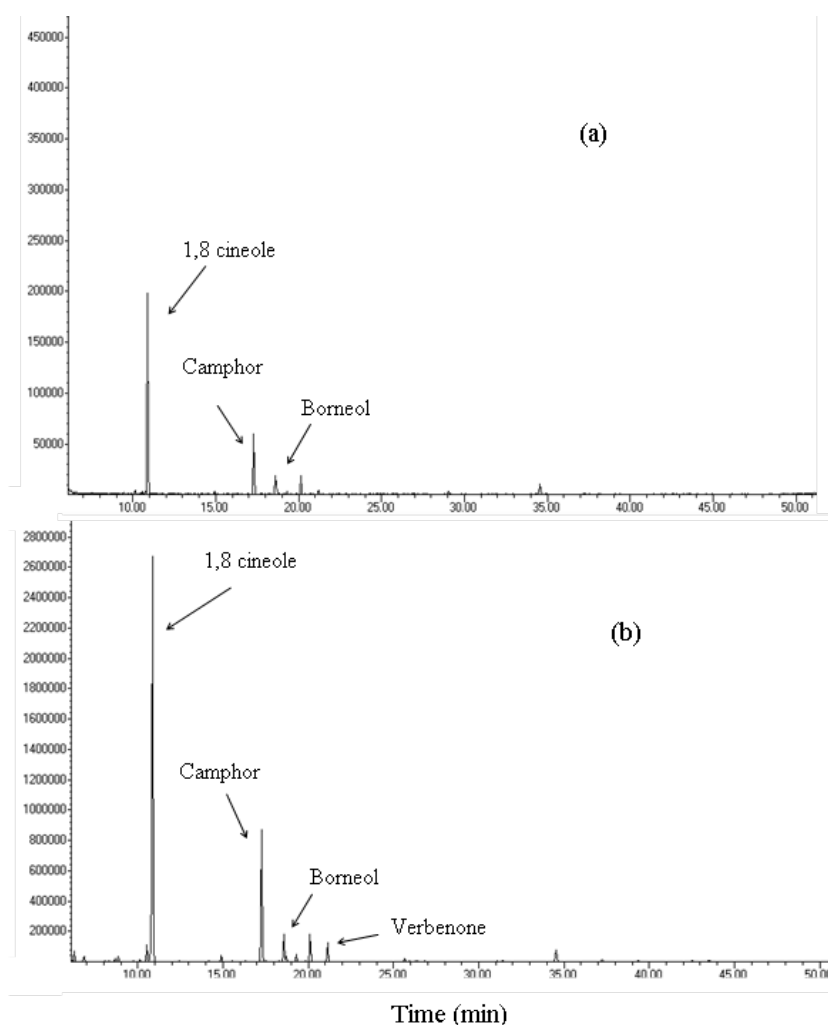 450000
400000
350000
(a)
300000
250000
1,8 cineole
200000
150000
Camphor
100000
Borneol
50000
10.00 15.00 20.00 25.00 30.00 35.00 40.00 45.00 50.00
2800000
1,8 cineole
2600000
2400000
2200000
(b)
2000000
1800000
1600000
1400000
Camphor
1200000
1000000
800000
600000
Borneol
400000
Verbenone
200000
10.00 15.00 20.00 25.00 30.00 35.00 40.00 45.00 50.0
Time (min)